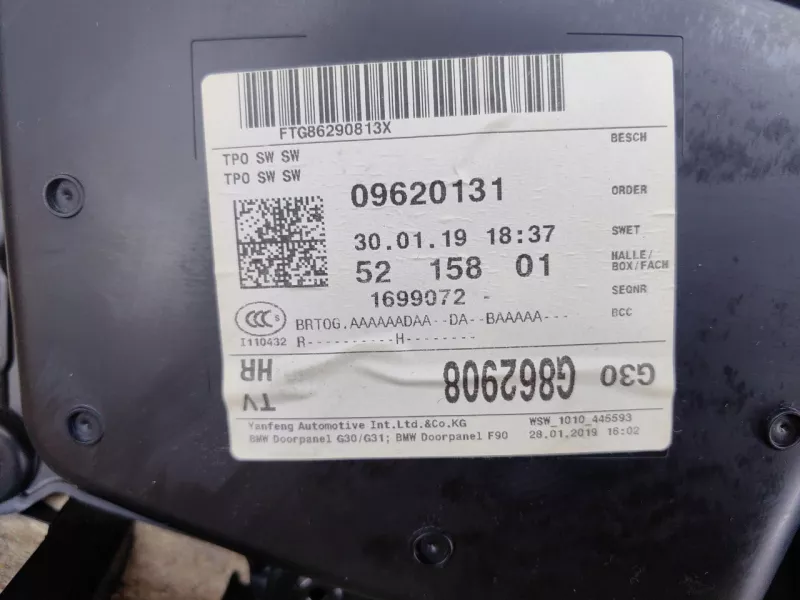 FTG86290813X
BESCH
TPO SW SW
TPO SW SW
09620131 ORDER
30.01.19 18:37 SWET
52 158 01 HALLE/
BOX/FACH
1699072 - SEQNR
CCC S
I110432
BRTOG.AAAAAADAA--DA--BAAAAA--- BCC
R----------H--------
HR G862908 G30
TV
Yanfeng Automotive Int.Ltd.&Co.KG WSW_1010_445593
BMW Doorpanel G30/G31; BMW Doorpanel F90 28.01.2019 16:02